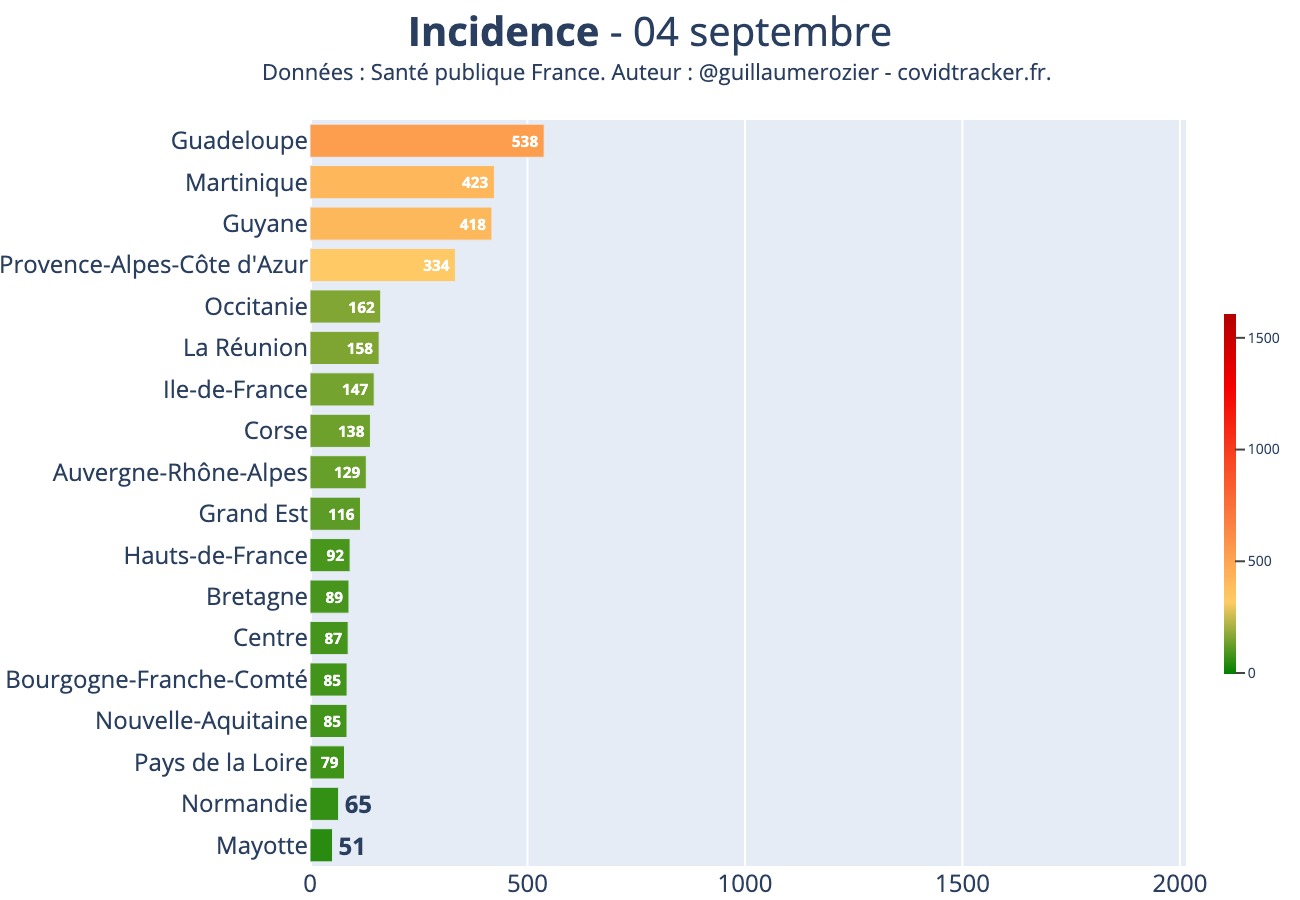 Incidence - 04 septembre
Données : Santé publique France. Auteur : @guillaumerozier - covidtracker.fr.
Guadeloupe 538
Martinique 423
Guyane 418
Provence-Alpes-Côte d'Azur 334
Occitanie 162
La Réunion 158
Ile-de-France 147
Corse 138
Auvergne-Rhône-Alpes 129
Grand Est 116
Hauts-de-France 92
Bretagne 89
Centre 87
Bourgogne-Franche-Comté 85
Nouvelle-Aquitaine 85
Pays de la Loire 79
Normandie 65
Mayotte 51
0 500 1000 1500 2000
1500
1000
500
0